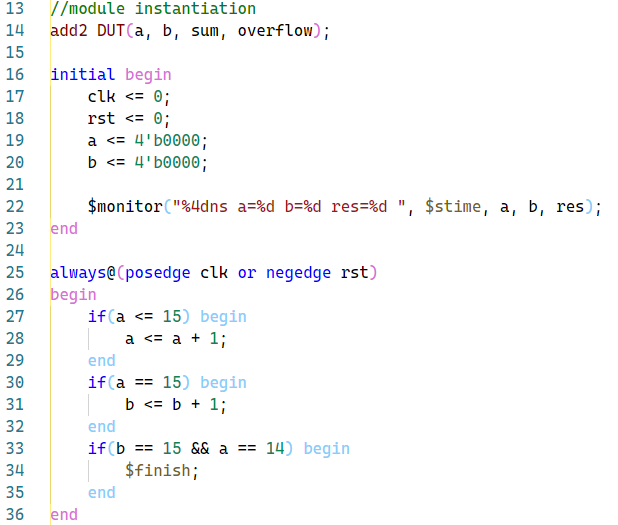 13 //module instantiation
14 add2 DUT(a, b, sum, overflow);
15
16 initial begin
17     clk <= 0;
18     rst <= 0;
19     a <= 4'b0000;
20     b <= 4'b0000;
21
22     $monitor("%4dns a=%d b=%d res=%d ", $stime, a, b, res);
23 end
24
25 always@(posedge clk or negedge rst)
26 begin
27     if(a <= 15) begin
28         a <= a + 1;
29     end
30     if(a == 15) begin
31         b <= b + 1;
32     end
33     if(b == 15 && a == 14) begin
34         $finish;
35     end
36 end